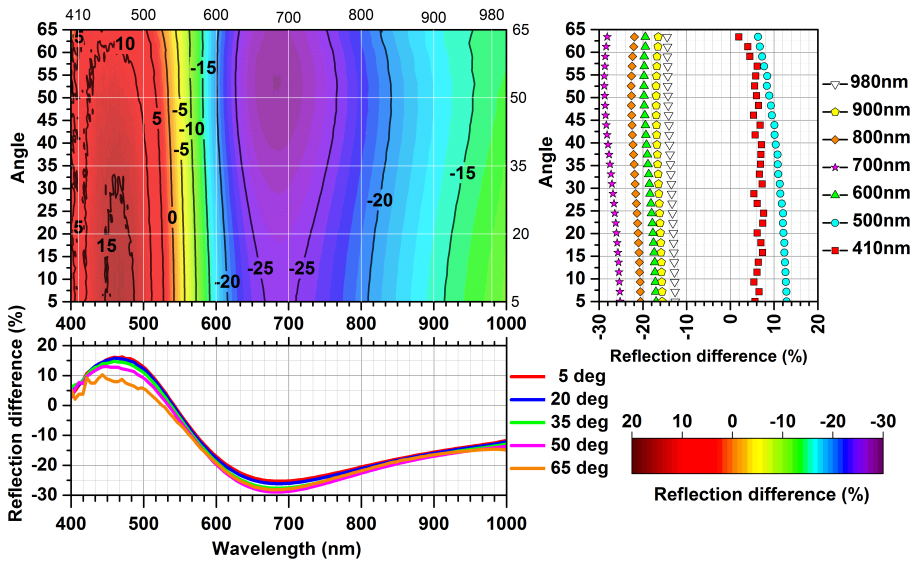 410 500 600 700 800 900 980
65 60 55 50 45 40 35 30 25 20 15 10 5
Angle
65 50 35 20 5
5 10 5 -5 -10 -5 0 -15 -20 -25 -25 -20 -15 5 15
400 500 600 700 800 900 1000
20 10 0 -10 -20 -30
Reflection difference (%)
400 500 600 700 800 900 1000
Wavelength (nm)
5 deg
20 deg
35 deg
50 deg
65 deg
65 60 55 50 45 40 35 30 25 20 15 10 5
Angle
-30 -20 -10 0 10 20
Reflection difference (%)
980nm
900nm
800nm
700nm
600nm
500nm
410nm
20 10 0 -10 -20 -30
Reflection difference (%)